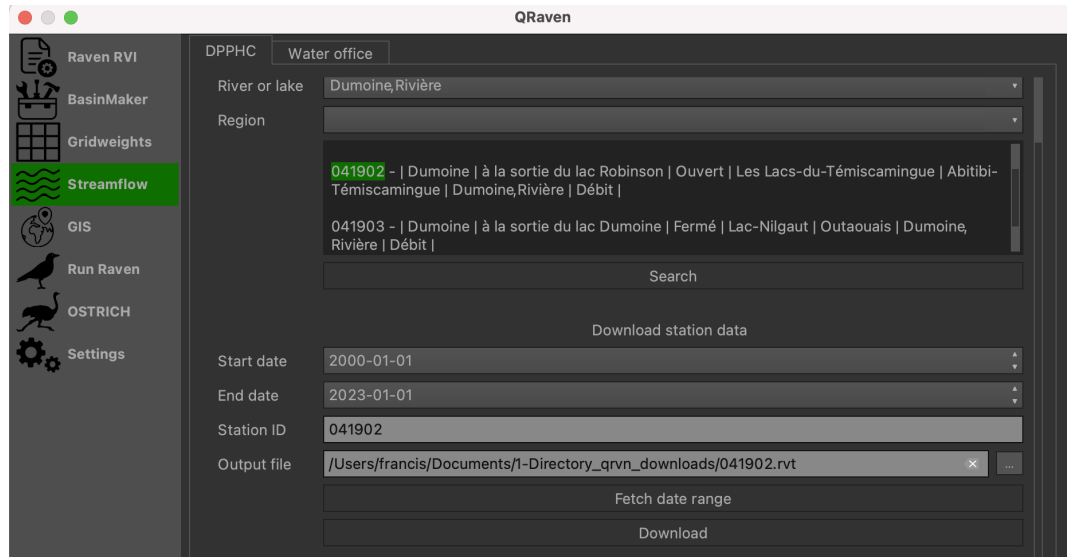 QRaven
Raven RVI
BasinMaker
Gridweights
Streamflow
GIS
Run Raven
OSTRICH
Settings
DPPHC
Water office
River or lake
Dumoine,Rivière
Region
041902 - | Dumoine | à la sortie du lac Robinson | Ouvert | Les Lacs-du-Témiscamingue | Abitibi-
Témiscamingue | Dumoine,Rivière | Débit |
041903 - | Dumoine | à la sortie du lac Dumoine | Fermé | Lac-Nilgaut | Outaouais | Dumoine,
Rivière | Débit |
Search
Download station data
Start date
2000-01-01
End date
2023-01-01
Station ID
041902
Output file
/Users/francis/Documents/1-Directory_qrvn_downloads/041902.rvt
...
Fetch date range
Download